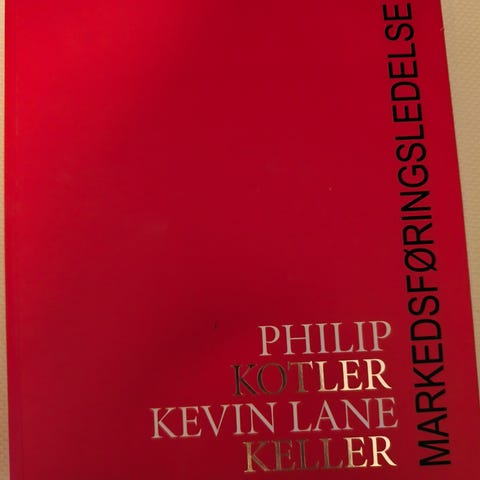 MARKEDSFØRINGSLEDELSE
PHILIP
KOTLER
KEVIN LANE
KELLER